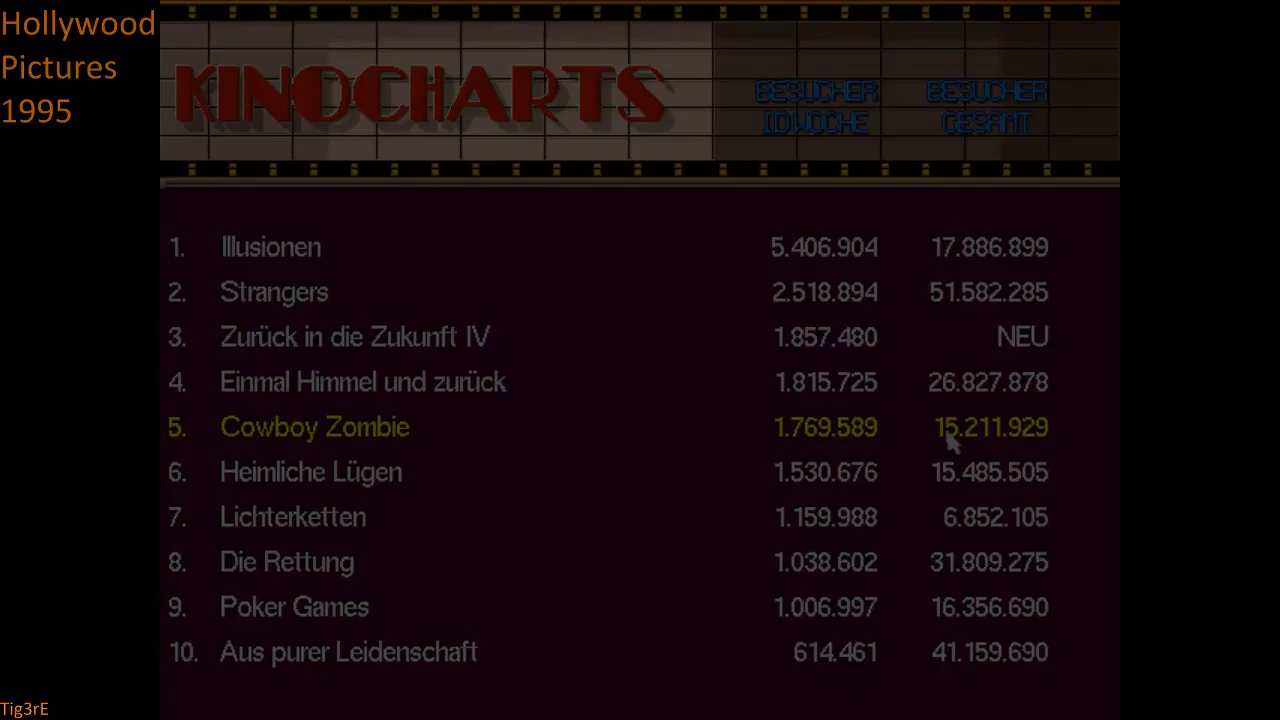 Hollywood
Pictures
1995
KINOCHARTS
BESUCHER
10.WOCHE
BESUCHER
GESAMT
1. Illusionen 5.406.904 17.886.899
2. Strangers 2.518.894 51.582.285
3. Zurück in die Zukunft IV 1.857.480 NEU
4. Einmal Himmel und zurück 1.815.725 26.827.878
5. Cowboy Zombie 1.769.589 15.211.929
6. Heimliche Lügen 1.530.676 15.485.505
7. Lichterketten 1.159.988 6.852.105
8. Die Rettung 1.038.602 31.809.275
9. Poker Games 1.006.997 16.356.690
10. Aus purer Leidenschaft 614.461 41.159.690
Tig3rE